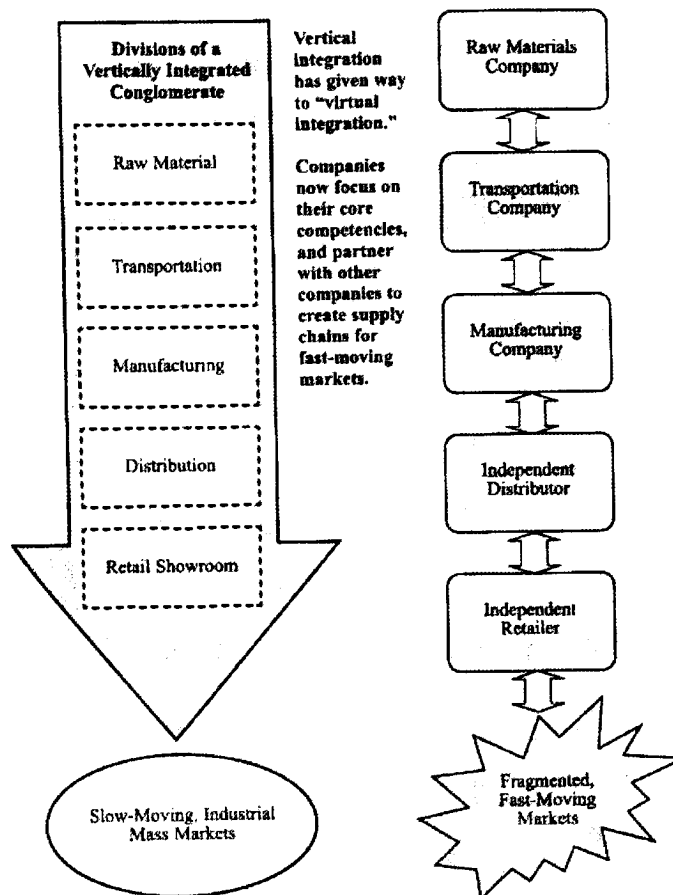 Divisions of a
Vertically Integrated
Conglomerate
Raw Material
Transportation
Manufacturing
Distribution
Retail Showroom
Slow-Moving, Industrial
Mass Markets
Vertical
integration
has given way
to “virtual
integration.”
Companies
now focus on
their core
competencies,
and partner
with other
companies to
create supply
chains for
fast-moving
markets.
Raw Materials
Company
Transportation
Company
Manufacturing
Company
Independent
Distributor
Independent
Retailer
Fragmented,
Fast-Moving
Markets